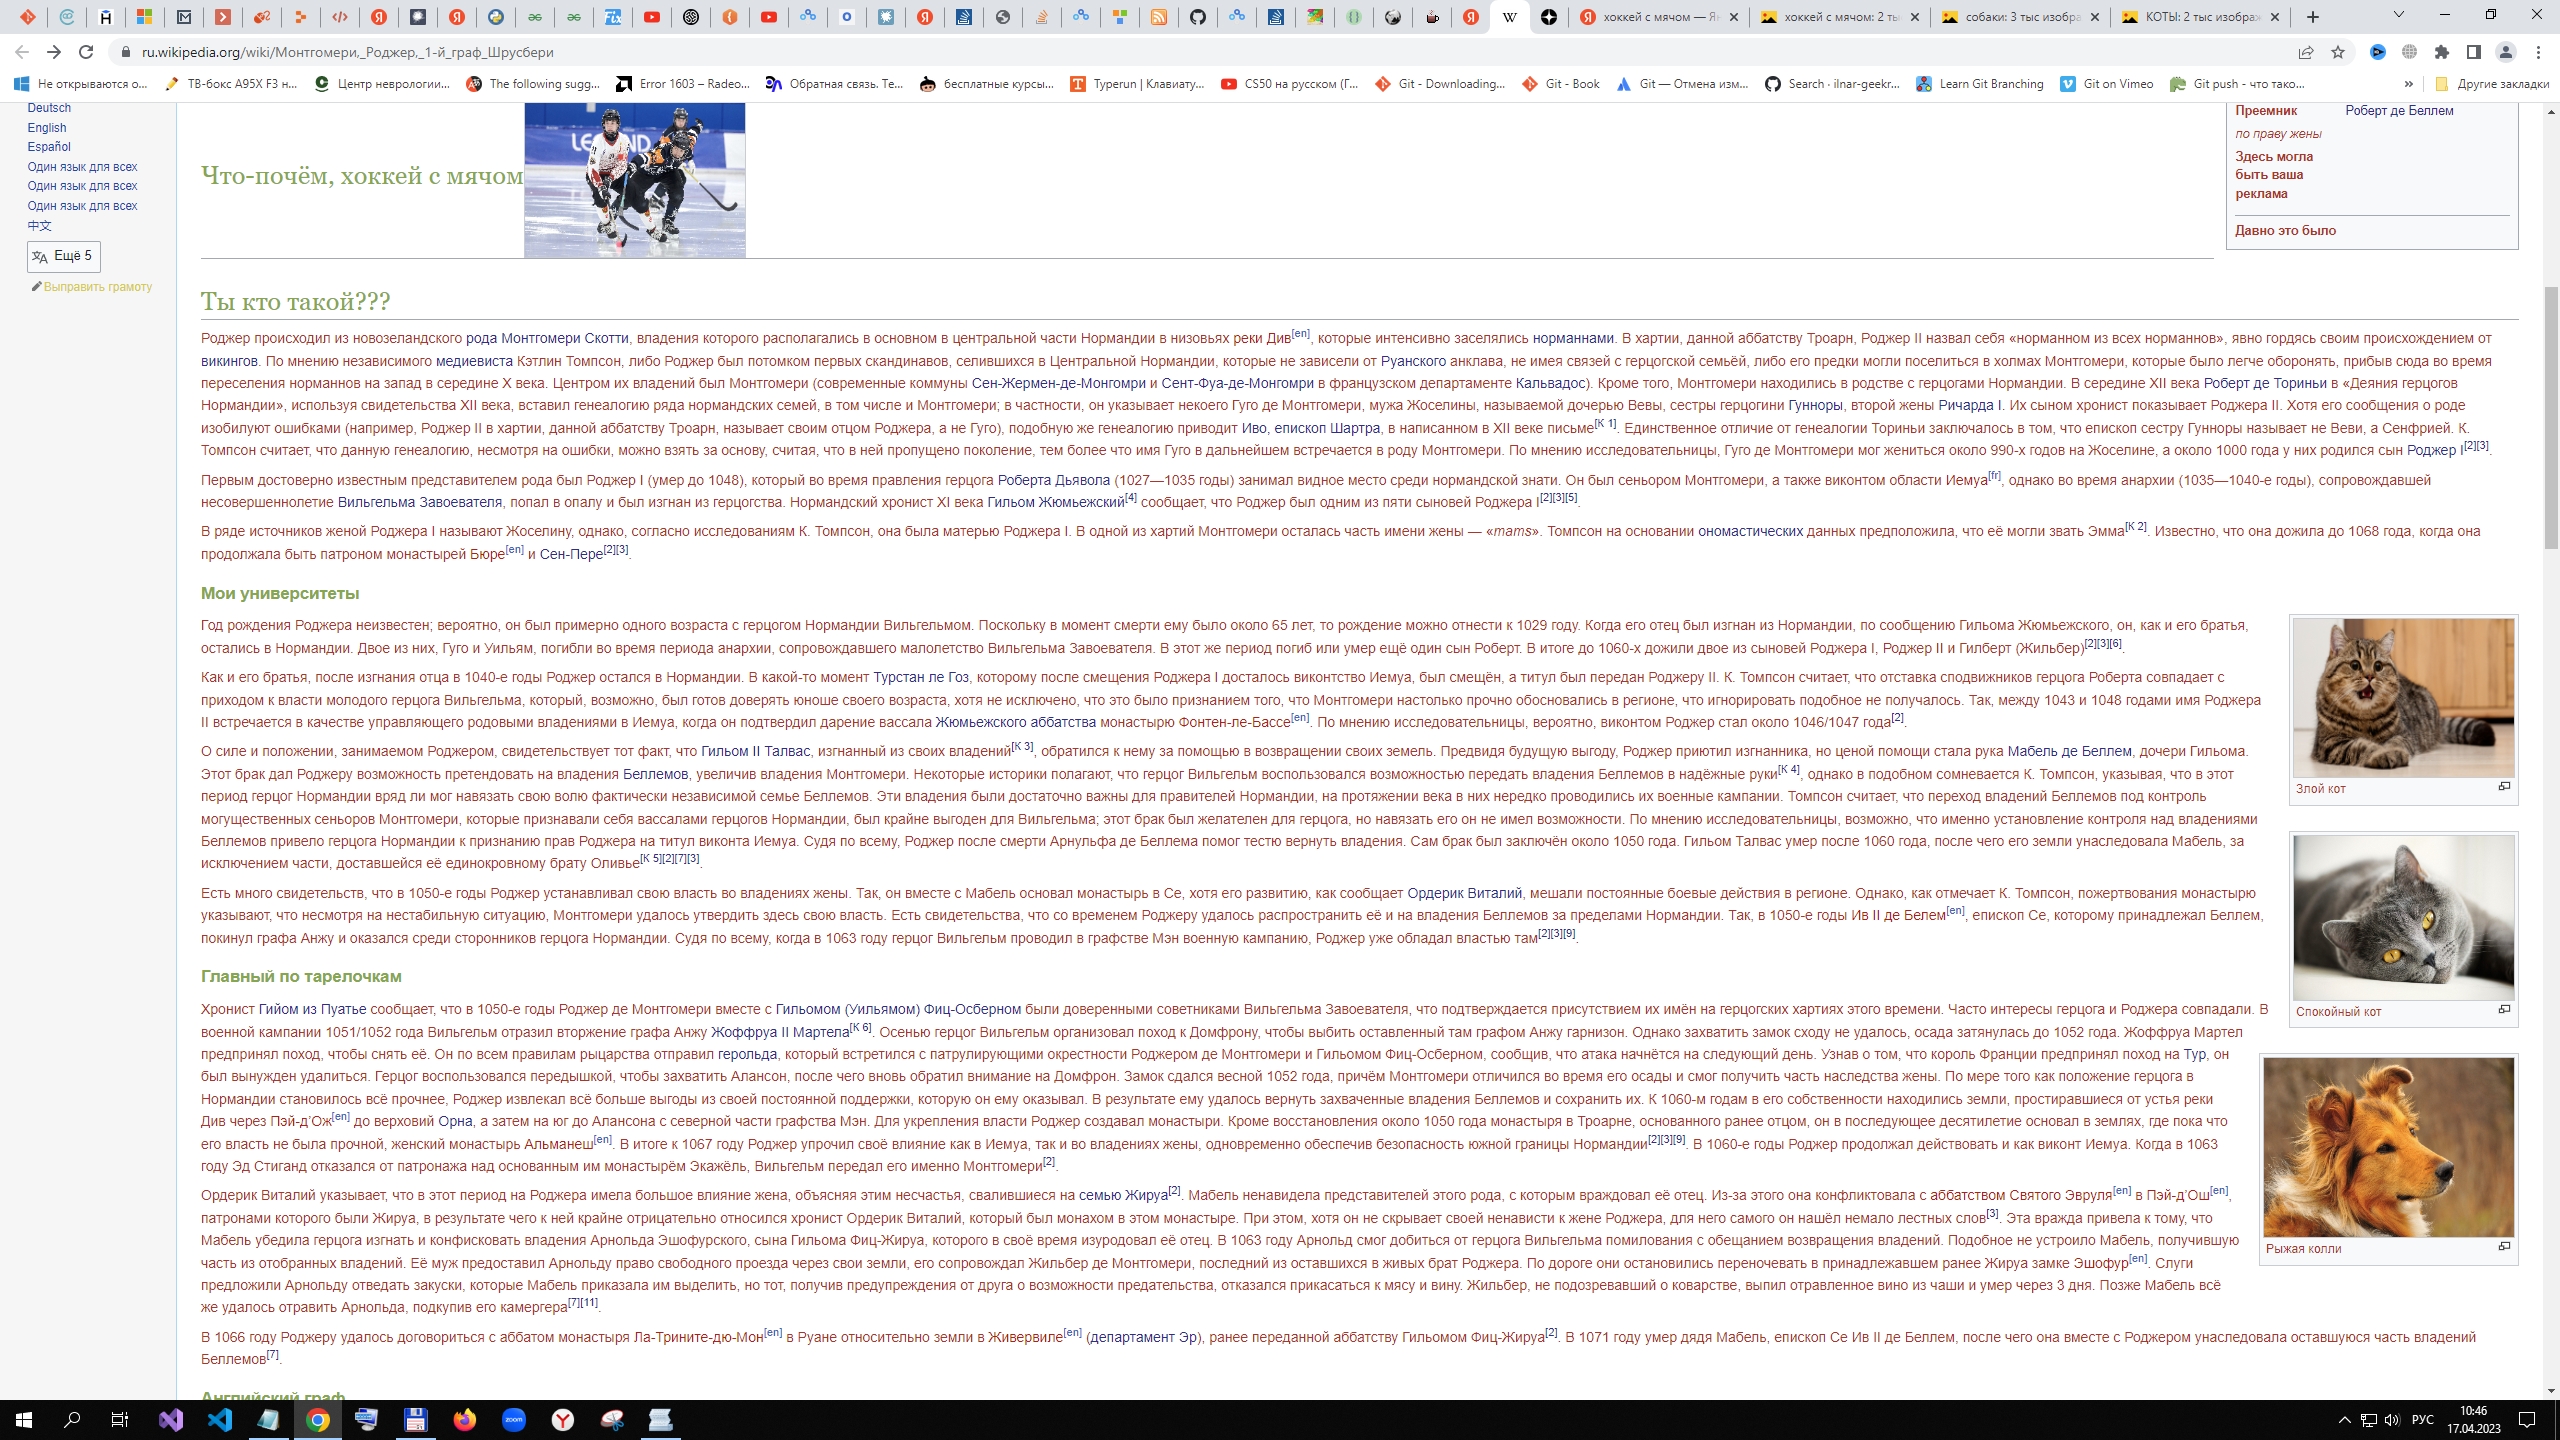 хоккей с мячом — Ян
хоккей с мячом: 2 ты
собаки: 3 тыс изобра
КОТЫ: 2 тыс изображ
ru.wikipedia.org/wiki/Монтгомери,_Роджер,_1-й_граф_Шрусбери
Не открываются о...
ТВ-бокс A95X F3 н...
Центр неврологии...
The following sugg...
Error 1603 – Radeo...
Обратная связь. Те...
бесплатные курсы...
Typerun | Клавиату...
CS50 на русском (Г...
Git - Downloading...
Git - Book
Git — Отмена изм...
Search · ilnar-geekr...
Learn Git Branching
Git on Vimeo
Git push - что тако...
Другие закладки
Deutsch
English
Español
Один язык для всех
Один язык для всех
Один язык для всех
中文
Ещё 5
Выправить грамоту
Что-почём, хоккей с мячом
Преемник Роберт де Беллем
по праву жены
Здесь могла
быть ваша
реклама
Давно это было
Ты кто такой???
Роджер происходил из новозеландского рода Монтгомери Скотти, владения которого располагались в основном в центральной части Нормандии в низовьях реки Див[en], которые интенсивно заселялись норманнами. В хартии, данной аббатству Троарн, Роджер II назвал себя «норманном из всех норманнов», явно гордясь своим происхождением от
викингов. По мнению независимого медиевиста Кэтлин Томпсон, либо Роджер был потомком первых скандинавов, селившихся в Центральной Нормандии, которые не зависели от Руанского анклава, не имея связей с герцогской семьёй, либо его предки могли поселиться в холмах Монтгомери, которые было легче оборонять, прибыв сюда во время
переселения норманнов на запад в середине X века. Центром их владений был Монтгомери (современные коммуны Сен-Жермен-де-Монгомри и Сент-Фуа-де-Монгомри в французском департаменте Кальвадос). Кроме того, Монтгомери находились в родстве с герцогами Нормандии. В середине XII века Роберт де Ториньи в «Деяния герцогов
Нормандии», используя свидетельства XII века, вставил генеалогию ряда нормандских семей, в том числе и Монтгомери; в частности, он указывает некоего Гуго де Монтгомери, мужа Жоселины, называемой дочерью Вевы, сестры герцогини Гунноры, второй жены Ричарда I. Их сыном хронист показывает Роджера II. Хотя его сообщения о роде
изобилуют ошибками (например, Роджер II в хартии, данной аббатству Троарн, называет своим отцом Роджера, а не Гуго), подобную же генеалогию приводит Иво, епископ Шартра, в написанном в XII веке письме[К 1]. Единственное отличие от генеалогии Ториньи заключалось в том, что епископ сестру Гунноры называет не Веви, а Сенфрией. К.
Томпсон считает, что данную генеалогию, несмотря на ошибки, можно взять за основу, считая, что в ней пропущено поколение, тем более что имя Гуго в дальнейшем встречается в роду Монтгомери. По мнению исследовательницы, Гуго де Монтгомери мог жениться около 990-х годов на Жоселине, а около 1000 года у них родился сын Роджер I[2][3].
Первым достоверно известным представителем рода был Роджер I (умер до 1048), который во время правления герцога Роберта Дьявола (1027—1035 годы) занимал видное место среди нормандской знати. Он был сеньором Монтгомери, а также виконтом области Иемуа[fr], однако во время анархии (1035—1040-е годы), сопровождавшей
несовершеннолетие Вильгельма Завоевателя, попал в опалу и был изгнан из герцогства. Нормандский хронист XI века Гильом Жюмьежский[4] сообщает, что Роджер был одним из пяти сыновей Роджера I[2][3][5].
В ряде источников женой Роджера I называют Жоселину, однако, согласно исследованиям К. Томпсон, она была матерью Роджера I. В одной из хартий Монтгомери осталась часть имени жены — «mams». Томпсон на основании ономастических данных предположила, что её могли звать Эмма[К 2]. Известно, что она дожила до 1068 года, когда она
продолжала быть патроном монастырей Бюре[en] и Сен-Пере[2][3].
Мои университеты
Год рождения Роджера неизвестен; вероятно, он был примерно одного возраста с герцогом Нормандии Вильгельмом. Поскольку в момент смерти ему было около 65 лет, то рождение можно отнести к 1029 году. Когда его отец был изгнан из Нормандии, по сообщению Гильома Жюмьежского, он, как и его братья,
остались в Нормандии. Двое из них, Гуго и Уильям, погибли во время периода анархии, сопровождавшего малолетство Вильгельма Завоевателя. В этот же период погиб или умер ещё один сын Роберт. В итоге до 1060-х дожили двое из сыновей Роджера I, Роджер II и Гилберт (Жильбер)[2][3][6].
Как и его братья, после изгнания отца в 1040-е годы Роджер остался в Нормандии. В какой-то момент Турстан ле Гоз, которому после смещения Роджера I досталось виконтство Иемуа, был смещён, а титул был передан Роджеру II. К. Томпсон считает, что отставка сподвижников герцога Роберта совпадает с
приходом к власти молодого герцога Вильгельма, который, возможно, был готов доверять юноше своего возраста, хотя не исключено, что это было признанием того, что Монтгомери настолько прочно обосновались в регионе, что игнорировать подобное не получалось. Так, между 1043 и 1048 годами имя Роджера
II встречается в качестве управляющего родовыми владениями в Иемуа, когда он подтвердил дарение вассала Жюмьежского аббатства монастырю Фонтен-ле-Бассе[en]. По мнению исследовательницы, вероятно, виконтом Роджер стал около 1046/1047 года[2].
О силе и положении, занимаемом Роджером, свидетельствует тот факт, что Гильом II Талвас, изгнанный из своих владений[К 3], обратился к нему за помощью в возвращении своих земель. Предвидя будущую выгоду, Роджер приютил изгнанника, но ценой помощи стала рука Мабель де Беллем, дочери Гильома.
Этот брак дал Роджеру возможность претендовать на владения Беллемов, увеличив владения Монтгомери. Некоторые историки полагают, что герцог Вильгельм воспользовался возможностью передать владения Беллемов в надёжные руки[К 4], однако в подобном сомневается К. Томпсон, указывая, что в этот
период герцог Нормандии вряд ли мог навязать свою волю фактически независимой семье Беллемов. Эти владения были достаточно важны для правителей Нормандии, на протяжении века в них нередко проводились их военные кампании. Томпсон считает, что переход владений Беллемов под контроль
могущественных сеньоров Монтгомери, которые признавали себя вассалами герцогов Нормандии, был крайне выгоден для Вильгельма; этот брак был желателен для герцога, но навязать его он не имел возможности. По мнению исследовательницы, возможно, что именно установление контроля над владениями
Беллемов привело герцога Нормандии к признанию прав Роджера на титул виконта Иемуа. Судя по всему, Роджер после смерти Арнульфа де Беллема помог тестю вернуть владения. Сам брак был заключён около 1050 года. Гильом Талвас умер после 1060 года, после чего его земли унаследовала Мабель, за
исключением части, доставшейся её единокровному брату Оливье[К 5][2][7][3].
Есть много свидетельств, что в 1050-е годы Роджер устанавливал свою власть во владениях жены. Так, он вместе с Мабель основал монастырь в Се, хотя его развитию, как сообщает Ордерик Виталий, мешали постоянные боевые действия в регионе. Однако, как отмечает К. Томпсон, пожертвования монастырю
указывают, что несмотря на нестабильную ситуацию, Монтгомери удалось утвердить здесь свою власть. Есть свидетельства, что со временем Роджеру удалось распространить её и на владения Беллемов за пределами Нормандии. Так, в 1050-е годы Ив II де Белем[en], епископ Се, которому принадлежал Беллем,
покинул графа Анжу и оказался среди сторонников герцога Нормандии. Судя по всему, когда в 1063 году герцог Вильгельм проводил в графстве Мэн военную кампанию, Роджер уже обладал властью там[2][3][9].
Злой кот
Спокойный кот
Рыжая колли
Главный по тарелочкам
Хронист Гийом из Пуатье сообщает, что в 1050-е годы Роджер де Монтгомери вместе с Гильомом (Уильямом) Фиц-Осберном были доверенными советниками Вильгельма Завоевателя, что подтверждается присутствием их имён на герцогских хартиях этого времени. Часто интересы герцога и Роджера совпадали. В
военной кампании 1051/1052 года Вильгельм отразил вторжение графа Анжу Жоффруа II Мартела[К 6]. Осенью герцог Вильгельм организовал поход к Домфрону, чтобы выбить оставленный там графом Анжу гарнизон. Однако захватить замок сходу не удалось, осада затянулась до 1052 года. Жоффруа Мартел
предпринял поход, чтобы снять её. Он по всем правилам рыцарства отправил герольда, который встретился с патрулирующими окрестности Роджером де Монтгомери и Гильомом Фиц-Осберном, сообщив, что атака начнётся на следующий день. Узнав о том, что король Франции предпринял поход на Тур, он
был вынужден удалиться. Герцог воспользовался передышкой, чтобы захватить Алансон, после чего вновь обратил внимание на Домфрон. Замок сдался весной 1052 года, причём Монтгомери отличился во время его осады и смог получить часть наследства жены. По мере того как положение герцога в
Нормандии становилось всё прочнее, Роджер извлекал всё больше выгоды из своей постоянной поддержки, которую он ему оказывал. В результате ему удалось вернуть захваченные владения Беллемов и сохранить их. К 1060-м годам в его собственности находились земли, простиравшиеся от устья реки
Див через Пэй-д’Ож[en] до верховий Орна, а затем на юг до Алансона с северной части графства Мэн. Для укрепления власти Роджер создавал монастыри. Кроме восстановления около 1050 года монастыря в Троарне, основанного ранее отцом, он в последующее десятилетие основал в землях, где пока что
его власть не была прочной, женский монастырь Альманеш[en]. В итоге к 1067 году Роджер упрочил своё влияние как в Иемуа, так и во владениях жены, одновременно обеспечив безопасность южной границы Нормандии[2][3][9]. В 1060-е годы Роджер продолжал действовать и как виконт Иемуа. Когда в 1063
году Эд Стиганд отказался от патронажа над основанным им монастырём Экажёль, Вильгельм передал его именно Монтгомери[2].
Ордерик Виталий указывает, что в этот период на Роджера имела большое влияние жена, объясняя этим несчастья, свалившиеся на семью Жируа[2]. Мабель ненавидела представителей этого рода, с которым враждовал её отец. Из-за этого она конфликтовала с аббатством Святого Эвруля[en] в Пэй-д’Ош[en],
патронами которого были Жируа, в результате чего к ней крайне отрицательно относился хронист Ордерик Виталий, который был монахом в этом монастыре. При этом, хотя он не скрывает своей ненависти к жене Роджера, для него самого он нашёл немало лестных слов[3]. Эта вражда привела к тому, что
Мабель убедила герцога изгнать и конфисковать владения Арнольда Эшофурского, сына Гильома Фиц-Жируа, которого в своё время изуродовал её отец. В 1063 году Арнольд смог добиться от герцога Вильгельма помилования с обещанием возвращения владений. Подобное не устроило Мабель, получившую
часть из отобранных владений. Её муж предоставил Арнольду право свободного проезда через свои земли, его сопровождал Жильбер де Монтгомери, последний из оставшихся в живых брат Роджера. По дороге они остановились переночевать в принадлежавшем ранее Жируа замке Эшофур[en]. Слуги
предложили Арнольду отведать закуски, которые Мабель приказала им выделить, но тот, получив предупреждения от друга о возможности предательства, отказался прикасаться к мясу и вину. Жильбер, не подозревавший о коварстве, выпил отравленное вино из чаши и умер через 3 дня. Позже Мабель всё
же удалось отравить Арнольда, подкупив его камергера[7][11].
В 1066 году Роджеру удалось договориться с аббатом монастыря Ла-Трините-дю-Мон[en] в Руане относительно земли в Живервиле[en] (департамент Эр), ранее переданной аббатству Гильомом Фиц-Жируа[2]. В 1071 году умер дядя Мабель, епископ Се Ив II де Беллем, после чего она вместе с Роджером унаследовала оставшуюся часть владений
Беллемов[7].
Английский граф
РУС
10:46
17.04.2023